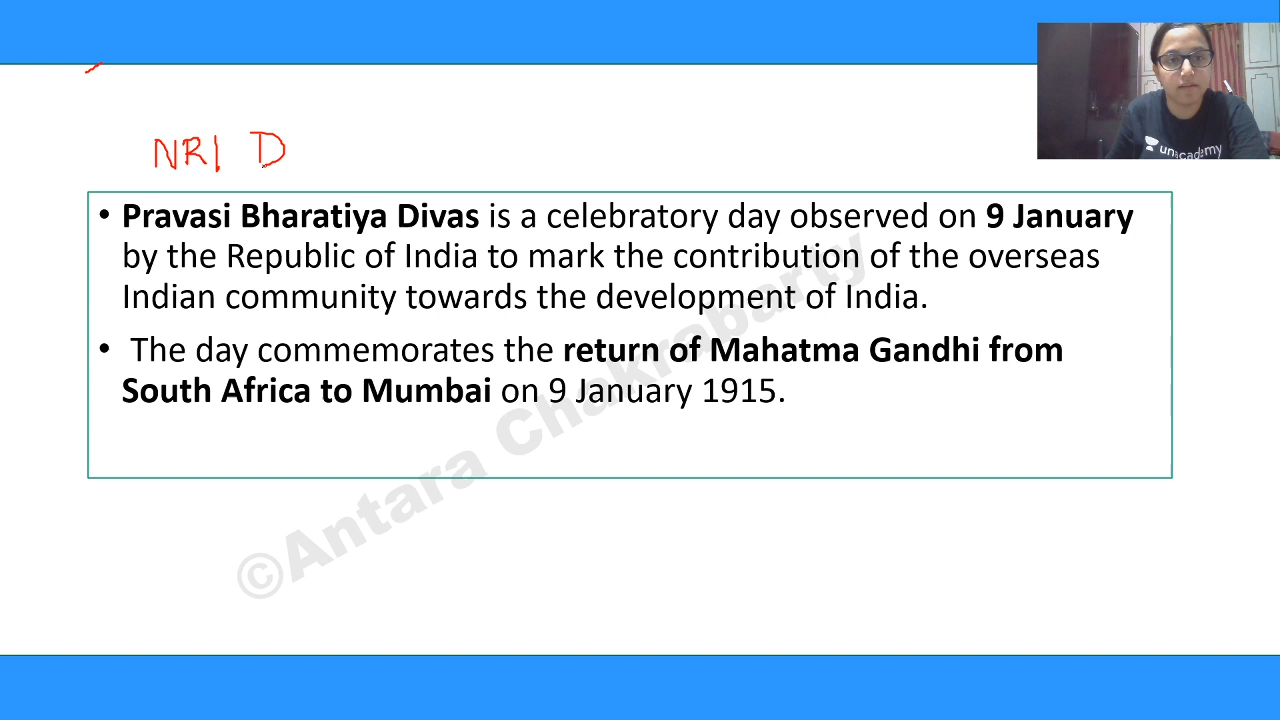 unacademy
NRI D
• Pravasi Bharatiya Divas is a celebratory day observed on 9 January
by the Republic of India to mark the contribution of the overseas
Indian community towards the development of India.
• The day commemorates the return of Mahatma Gandhi from
South Africa to Mumbai on 9 January 1915.
©Antara Chakrabarty